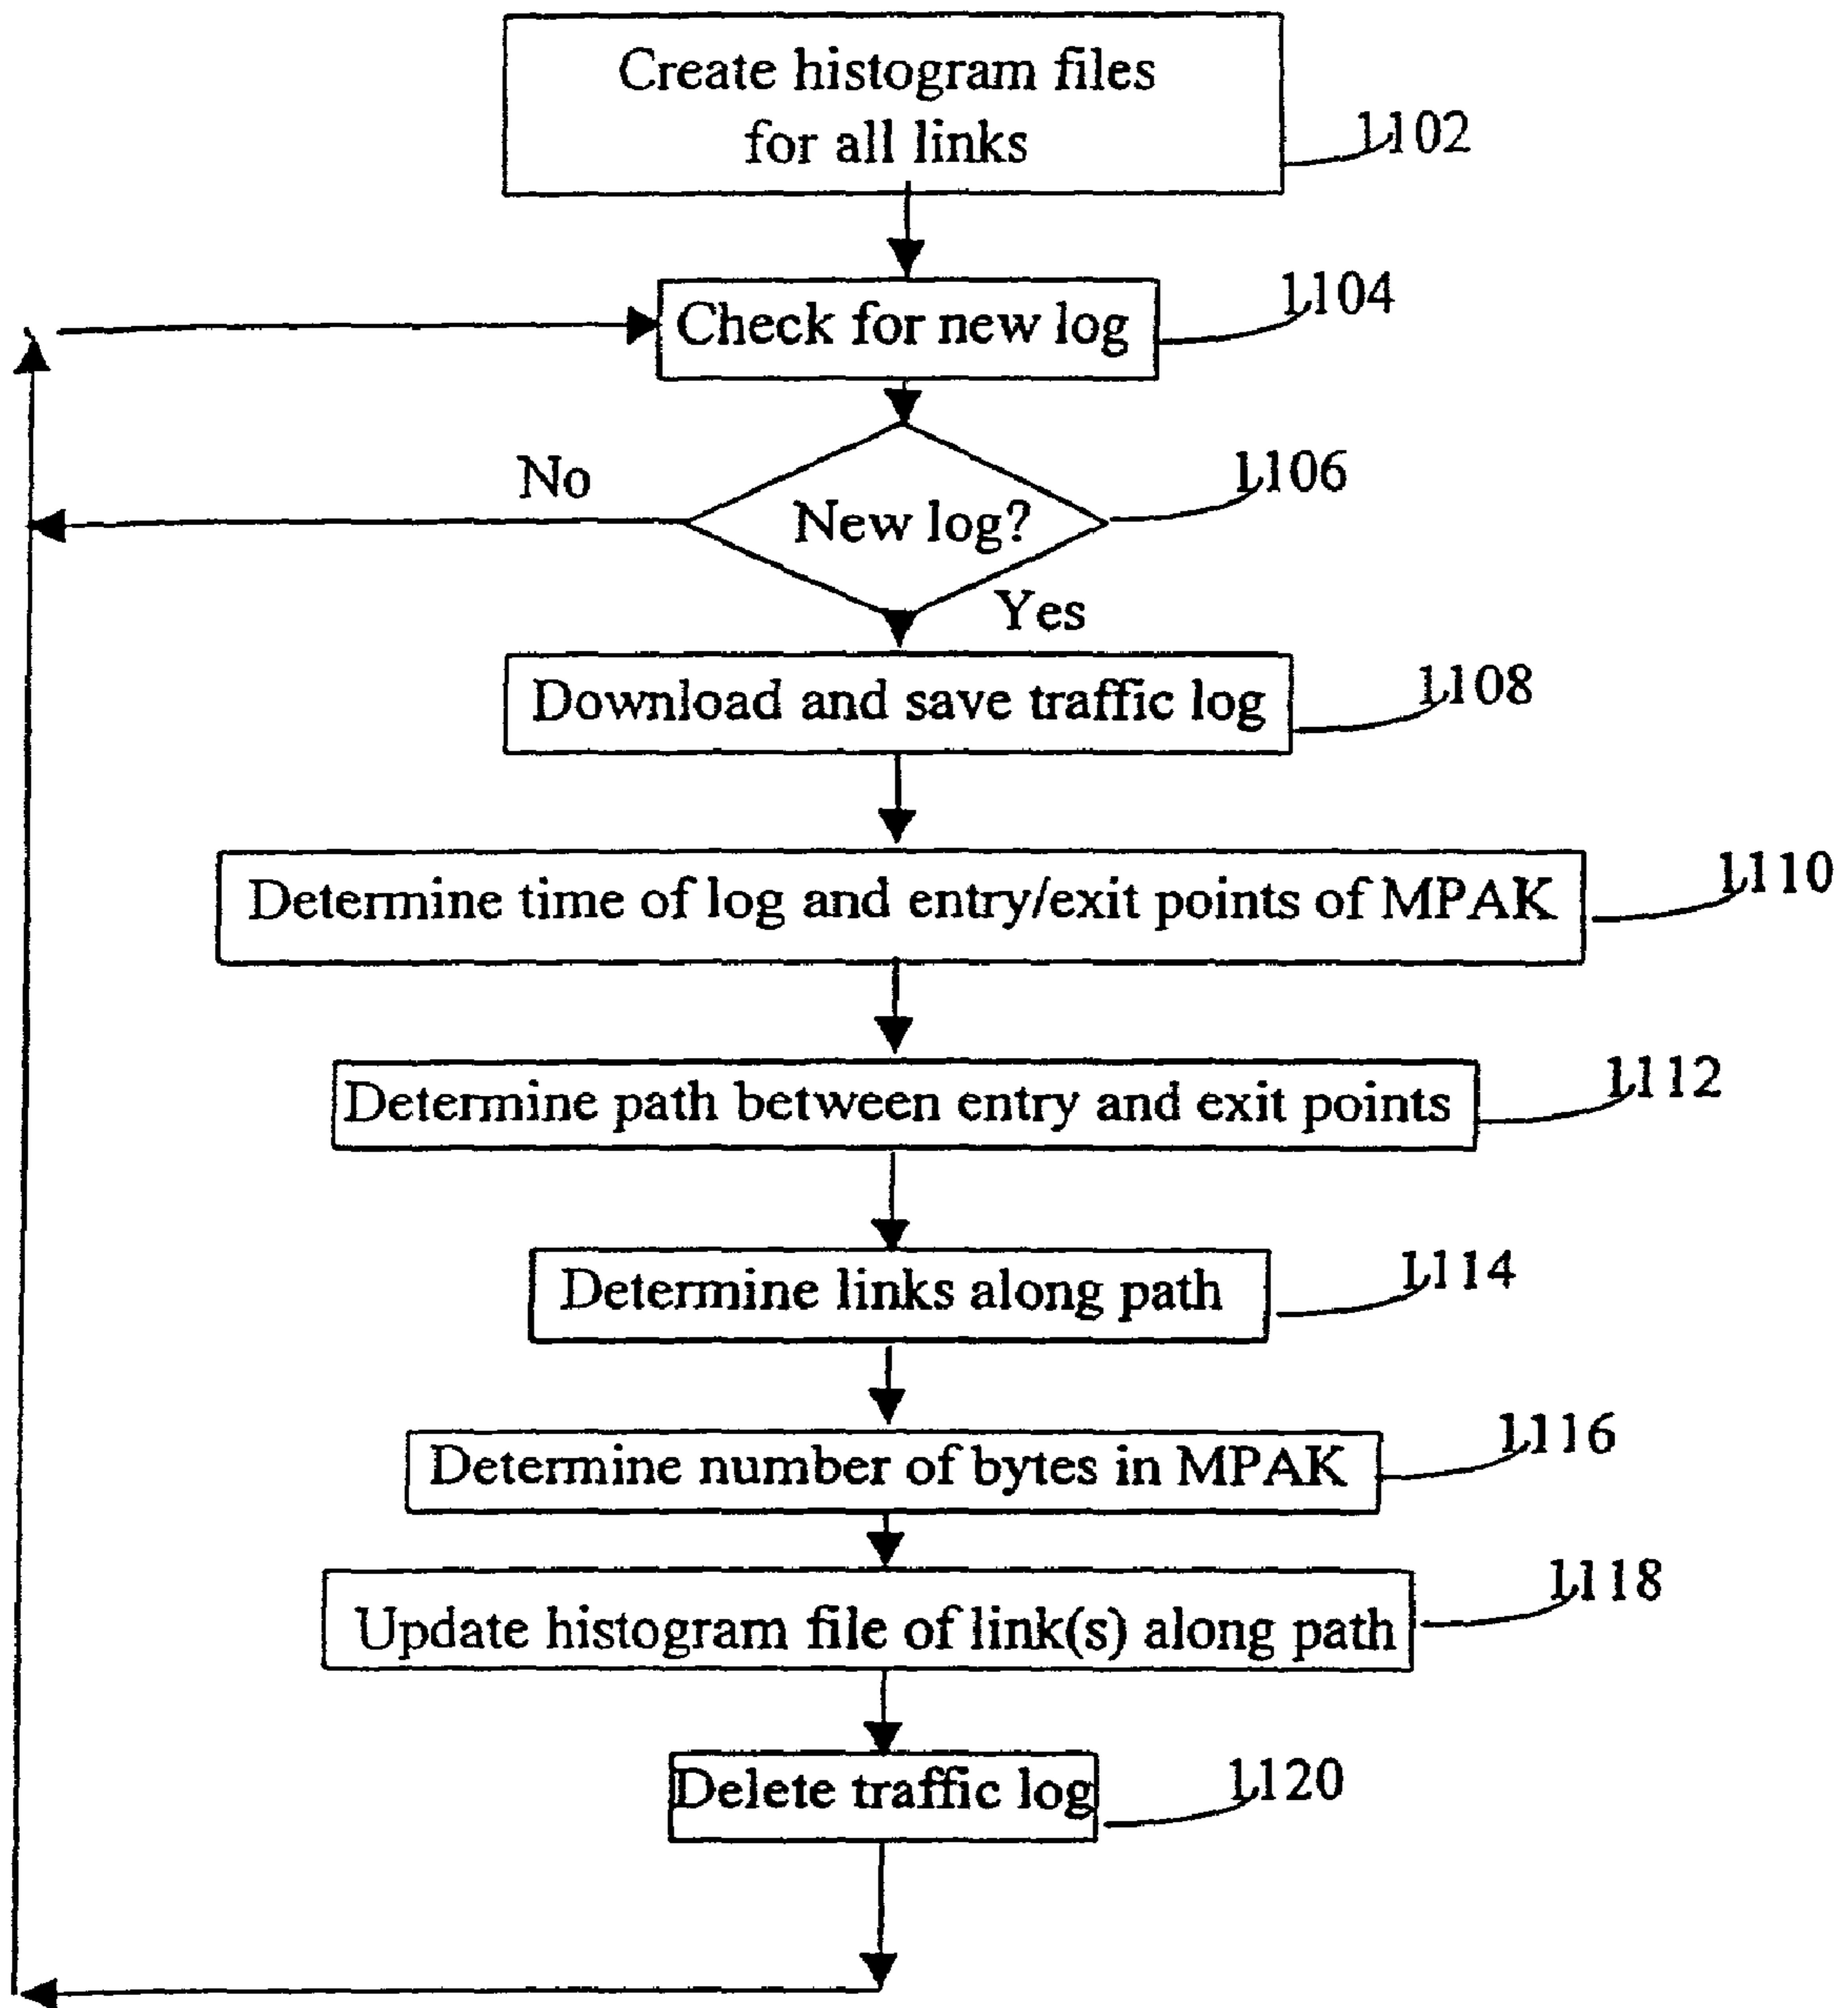 Create histogram files
for all links
1102
Check for new log
1104
No
New log?
1106
Yes
Download and save traffic log
1108
Determine time of log and entry/exit points of MPAK
1110
Determine path between entry and exit points
1112
Determine links along path
1114
Determine number of bytes in MPAK
1116
Update histogram file of link(s) along path
1118
Delete traffic log
1120